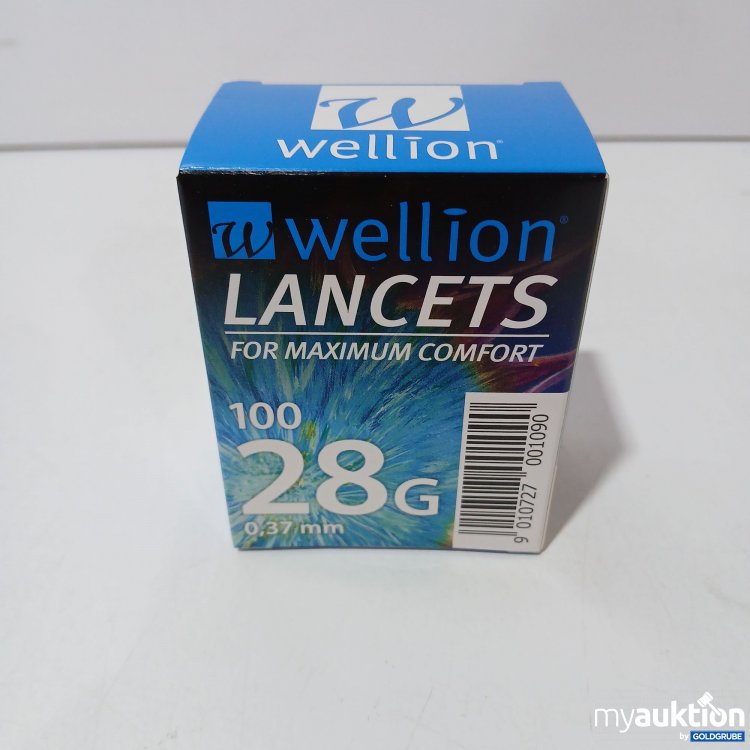 w
wellion®
w wellion®
LANCETS
FOR MAXIMUM COMFORT
100
28G
0,37 mm
9 010727 001090
myauktion
by GOLDGRUBE